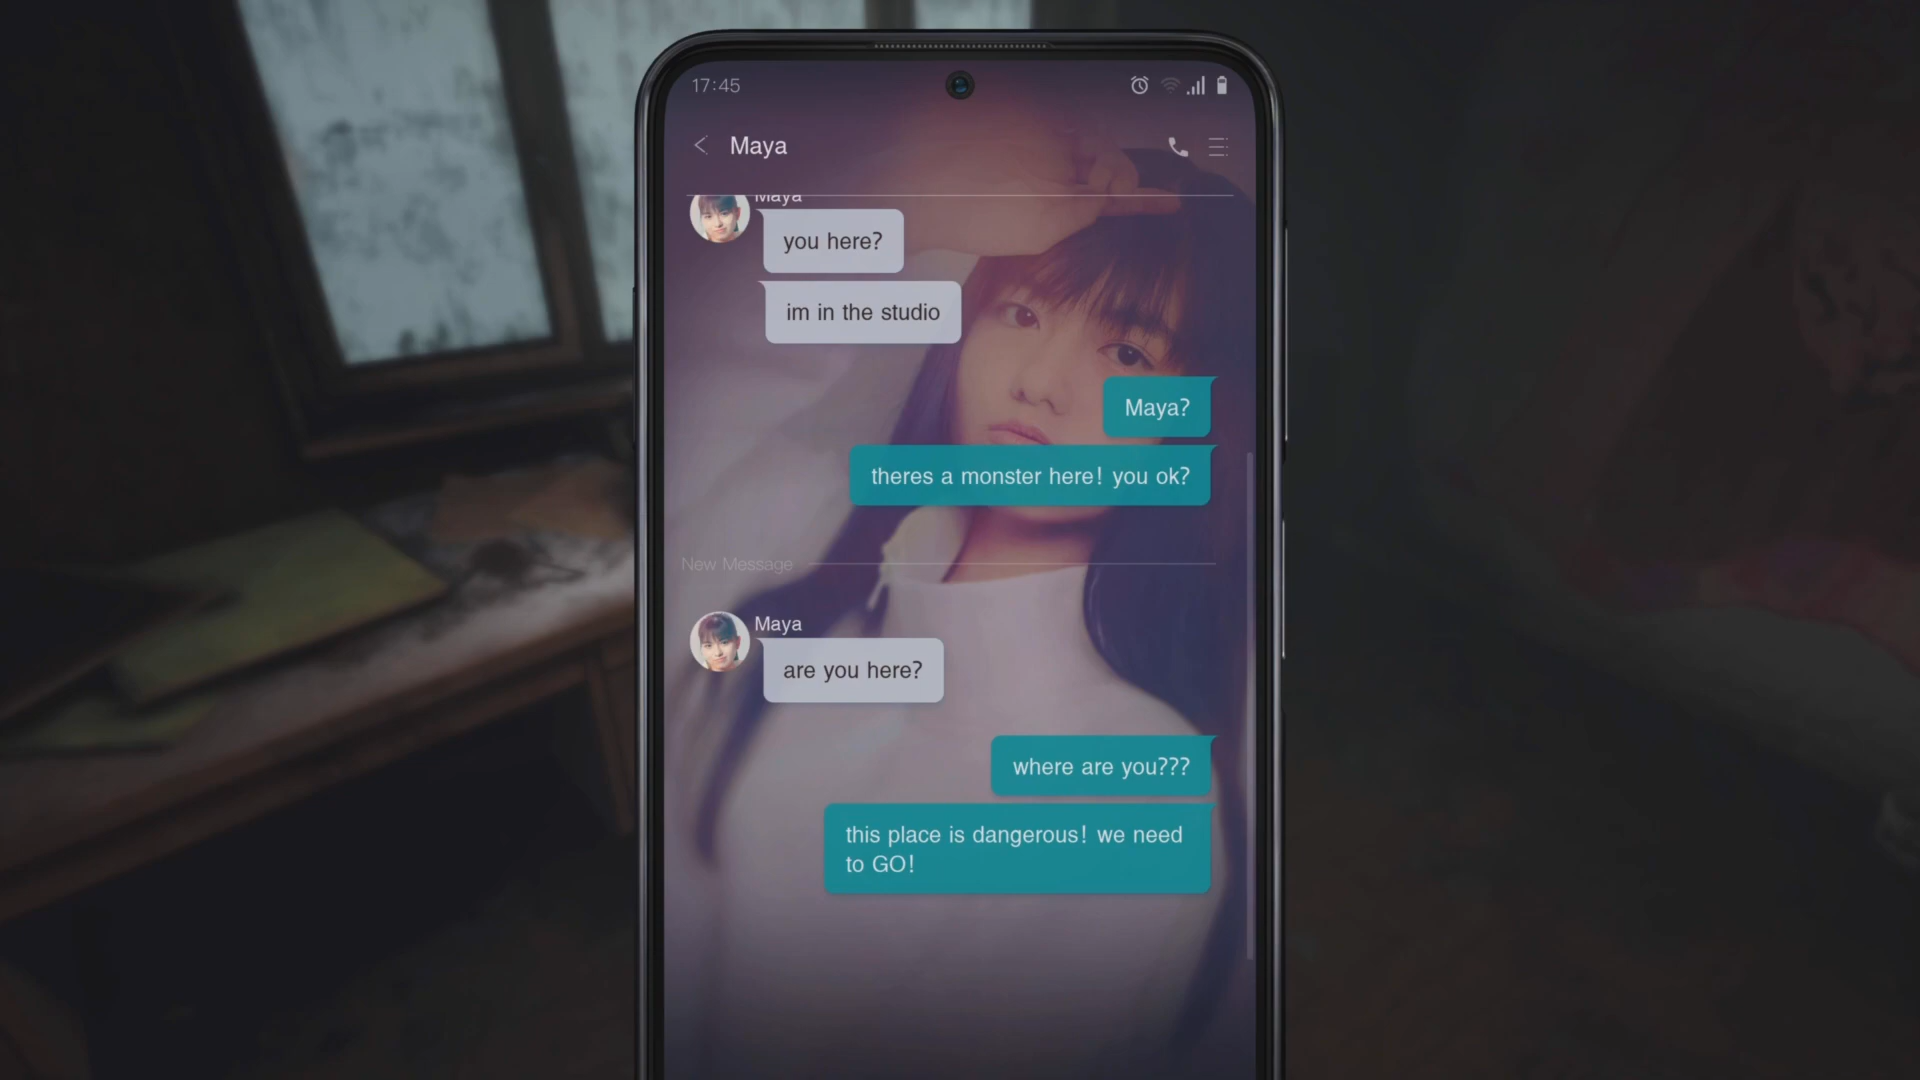 17:45
Maya
Maya
you here?
im in the studio
Maya?
theres a monster here! you ok?
New Message
Maya
are you here?
where are you???
this place is dangerous! we need
to GO!